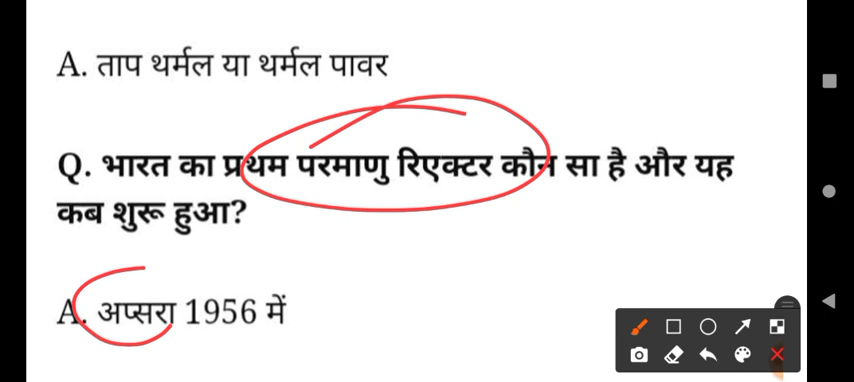 A. ताप थर्मल या थर्मल पावर
Q. भारत का प्रथम परमाणु रिएक्टर कौन सा है और यह
कब शुरू हुआ?
A. अप्सरा 1956 में